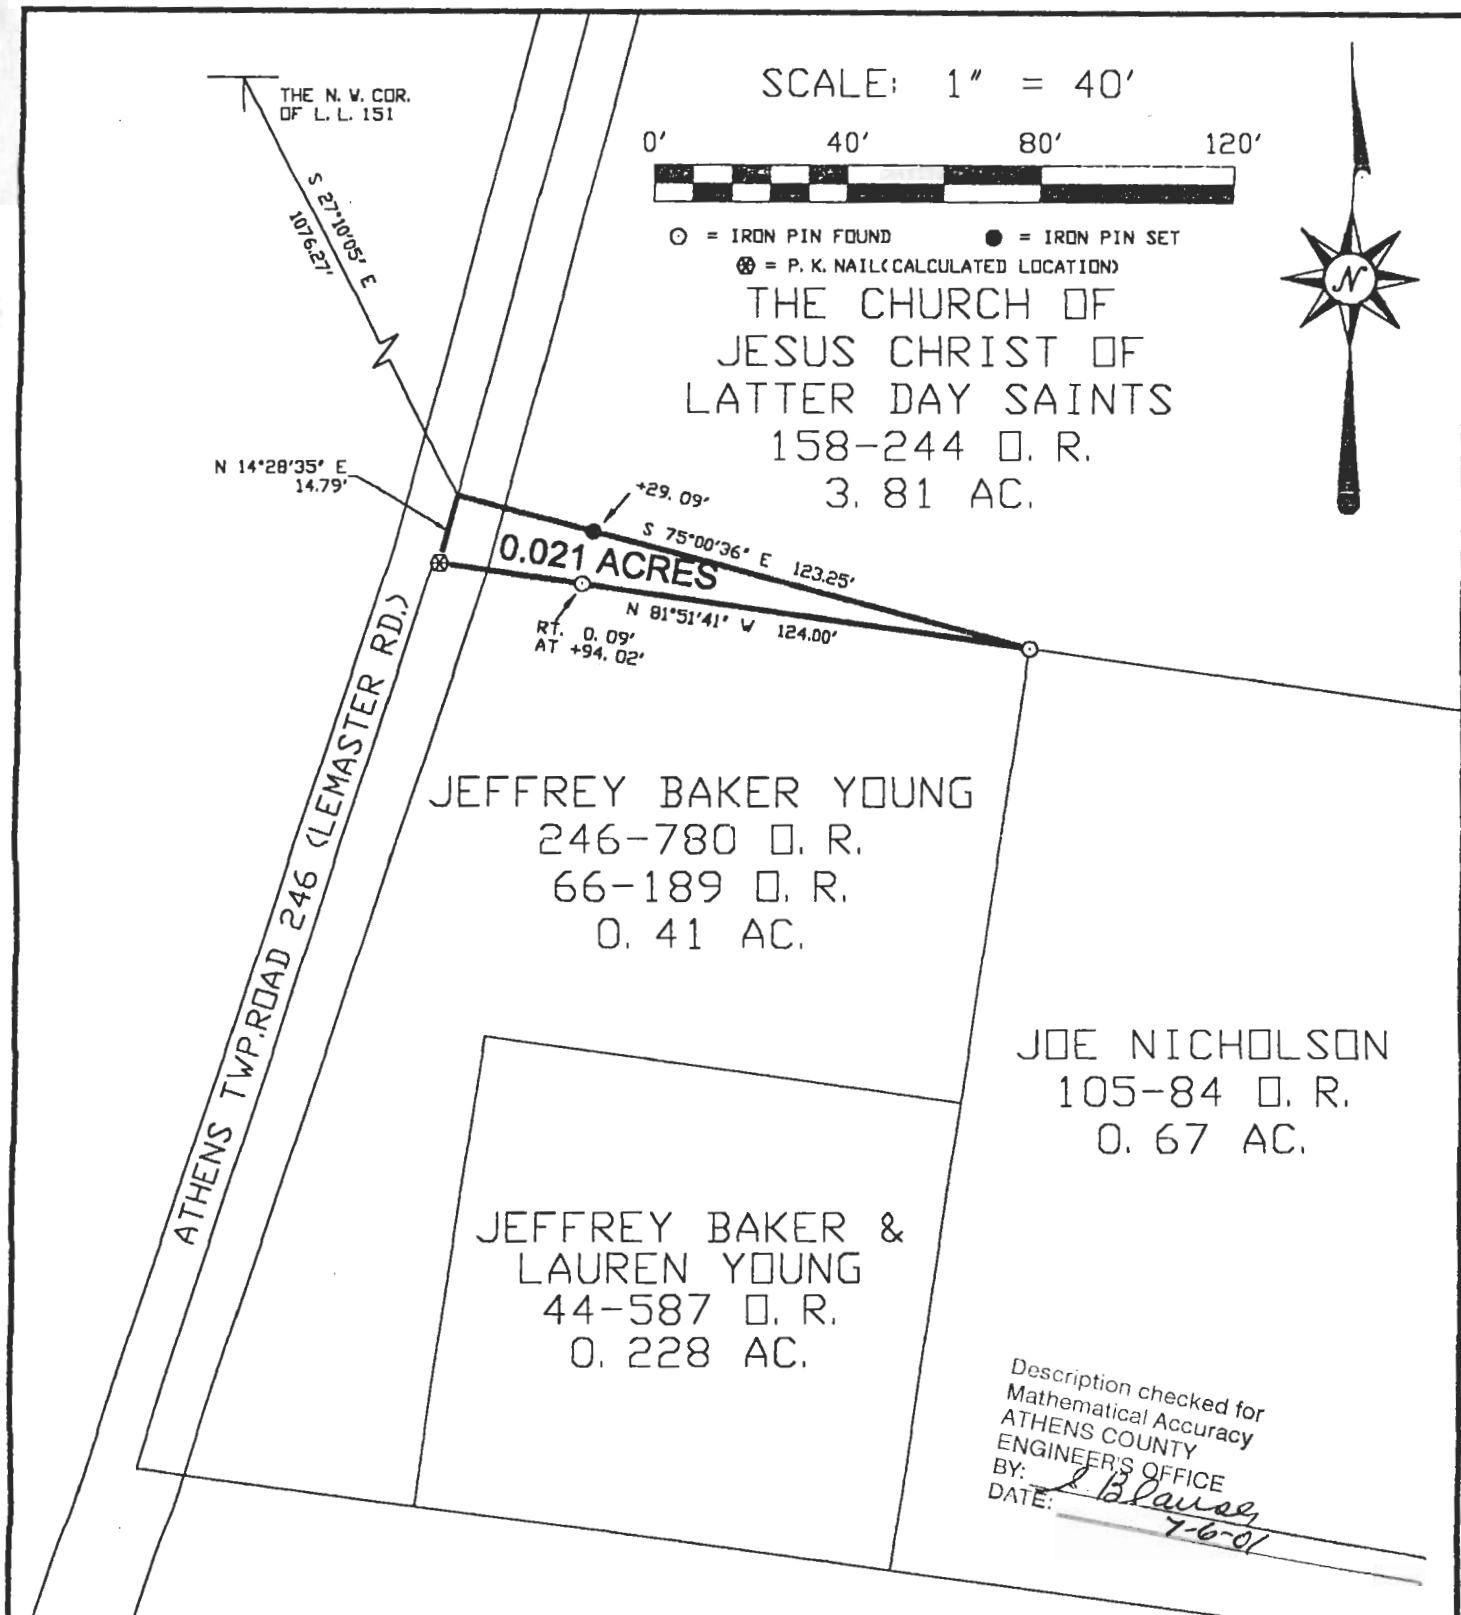 THE N. W. COR.
OF L. L. 151
S 27°10'05" E
1076.27'
SCALE: 1" = 40'
0' 40' 80' 120'
⊙ = IRON PIN FOUND ● = IRON PIN SET
= P. K. NAIL(CALCULATED LOCATION)
N
THE CHURCH OF
JESUS CHRIST OF
LATTER DAY SAINTS
158-244 O. R.
3. 81 AC.
N 14°28'35" E
14.79'
+29. 09'
S 75°00'36" E 123.25'
0.021 ACRES
N 81°51'41" W 124.00'
RT. 0. 09'
AT +94. 02'
ATHENS TWP.ROAD 246 (LEMASTER RD.)
JEFFREY BAKER YOUNG
246-780 O. R.
66-189 O. R.
0. 41 AC.
JOE NICHOLSON
105-84 O. R.
0. 67 AC.
JEFFREY BAKER &
LAUREN YOUNG
44-587 O. R.
0. 228 AC.
Description checked for
Mathematical Accuracy
ATHENS COUNTY
ENGINEER'S OFFICE
BY:
DATE: 7-6-01